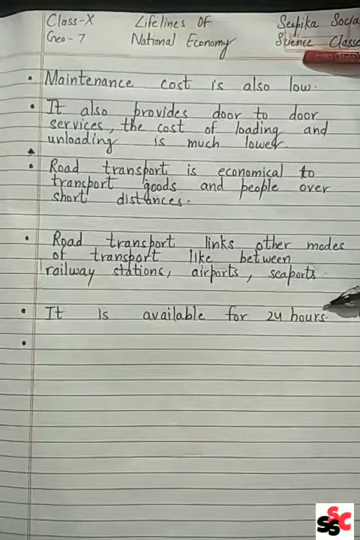 Class-X Lifelines Of Deepika Social
Geo-7 National Economy Science Classes
• Maintenance cost is also low.
• It also provides door to door
services, the cost of loading and
unloading is much lower.
• Road transport is economical to
transport goods and people over
short distances.
• Road transport links other modes
of transport like between
railway stations, airports, seaports.
• It is available for 24 hours.
•
SSC